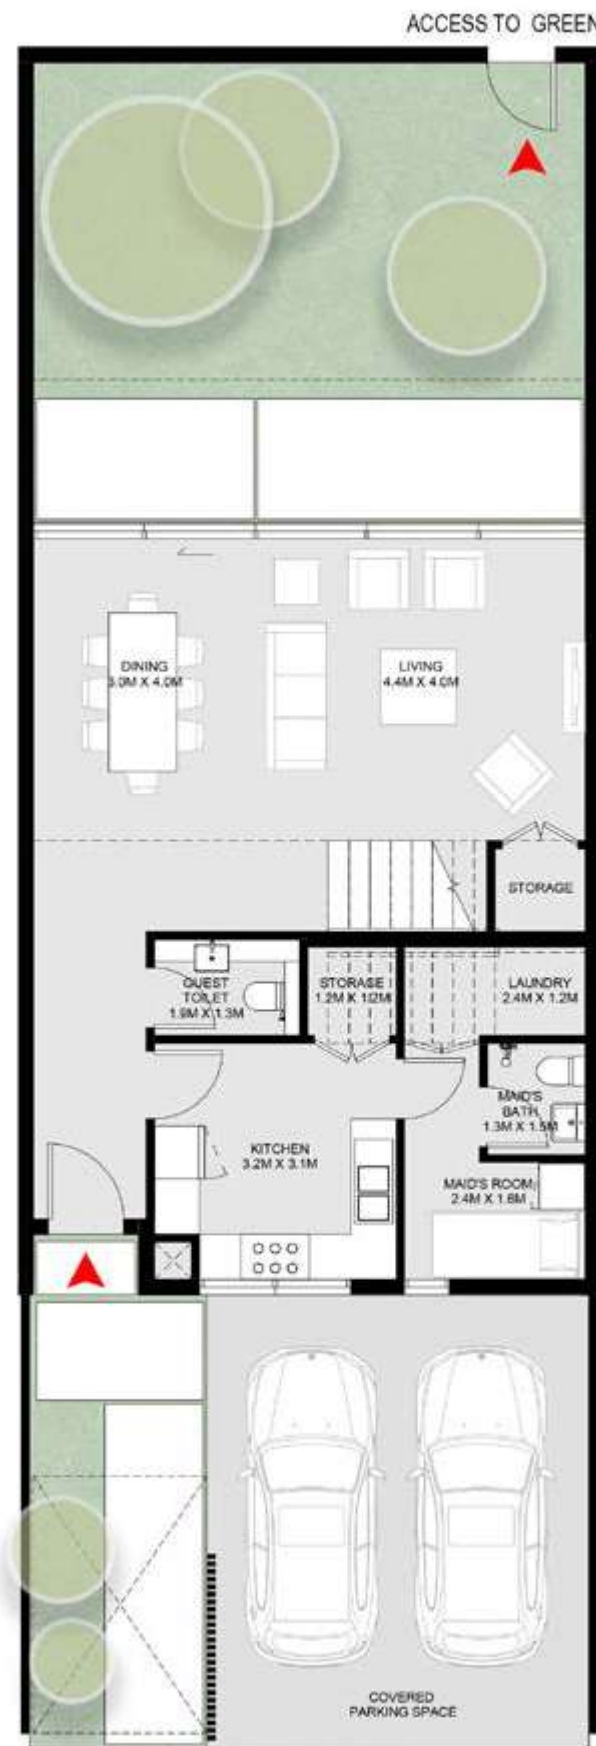 ACCESS TO GREEN
DINING
3.0M X 4.0M
LIVING
4.4M X 4.0M
STORAGE
GUEST
TOILET
1.9M X 1.3M
STORAGE
1.2M X 1.2M
LAUNDRY
2.4M X 1.2M
MAID'S
BATH
1.3M X 1.5M
KITCHEN
3.2M X 3.1M
MAID'S ROOM
2.4M X 1.8M
COVERED
PARKING SPACE